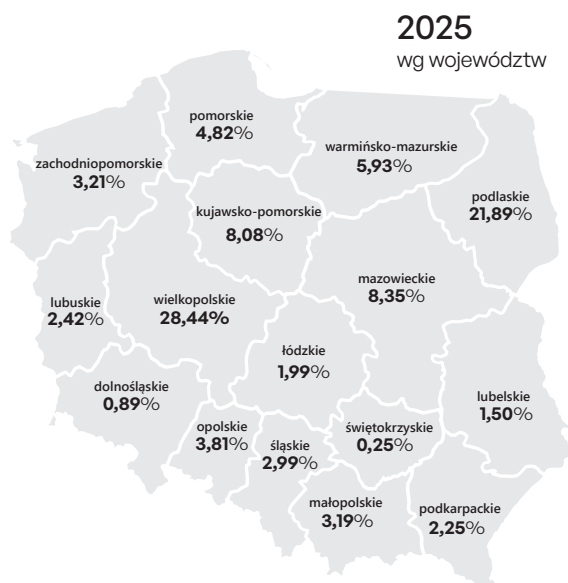 2025
wg województw
pomorskie
4,82%
warmińsko-mazurskie
5,93%
zachodniopomorskie
3,21%
podlaskie
21,89%
kujawsko-pomorskie
8,08%
mazowieckie
8,35%
lubuskie
2,42%
wielkopolskie
28,44%
łódzkie
1,99%
dolnośląskie
0,89%
lubelskie
1,50%
opolskie
3,81%
śląskie
2,99%
świętokrzyskie
0,25%
małopolskie
3,19%
podkarpackie
2,25%